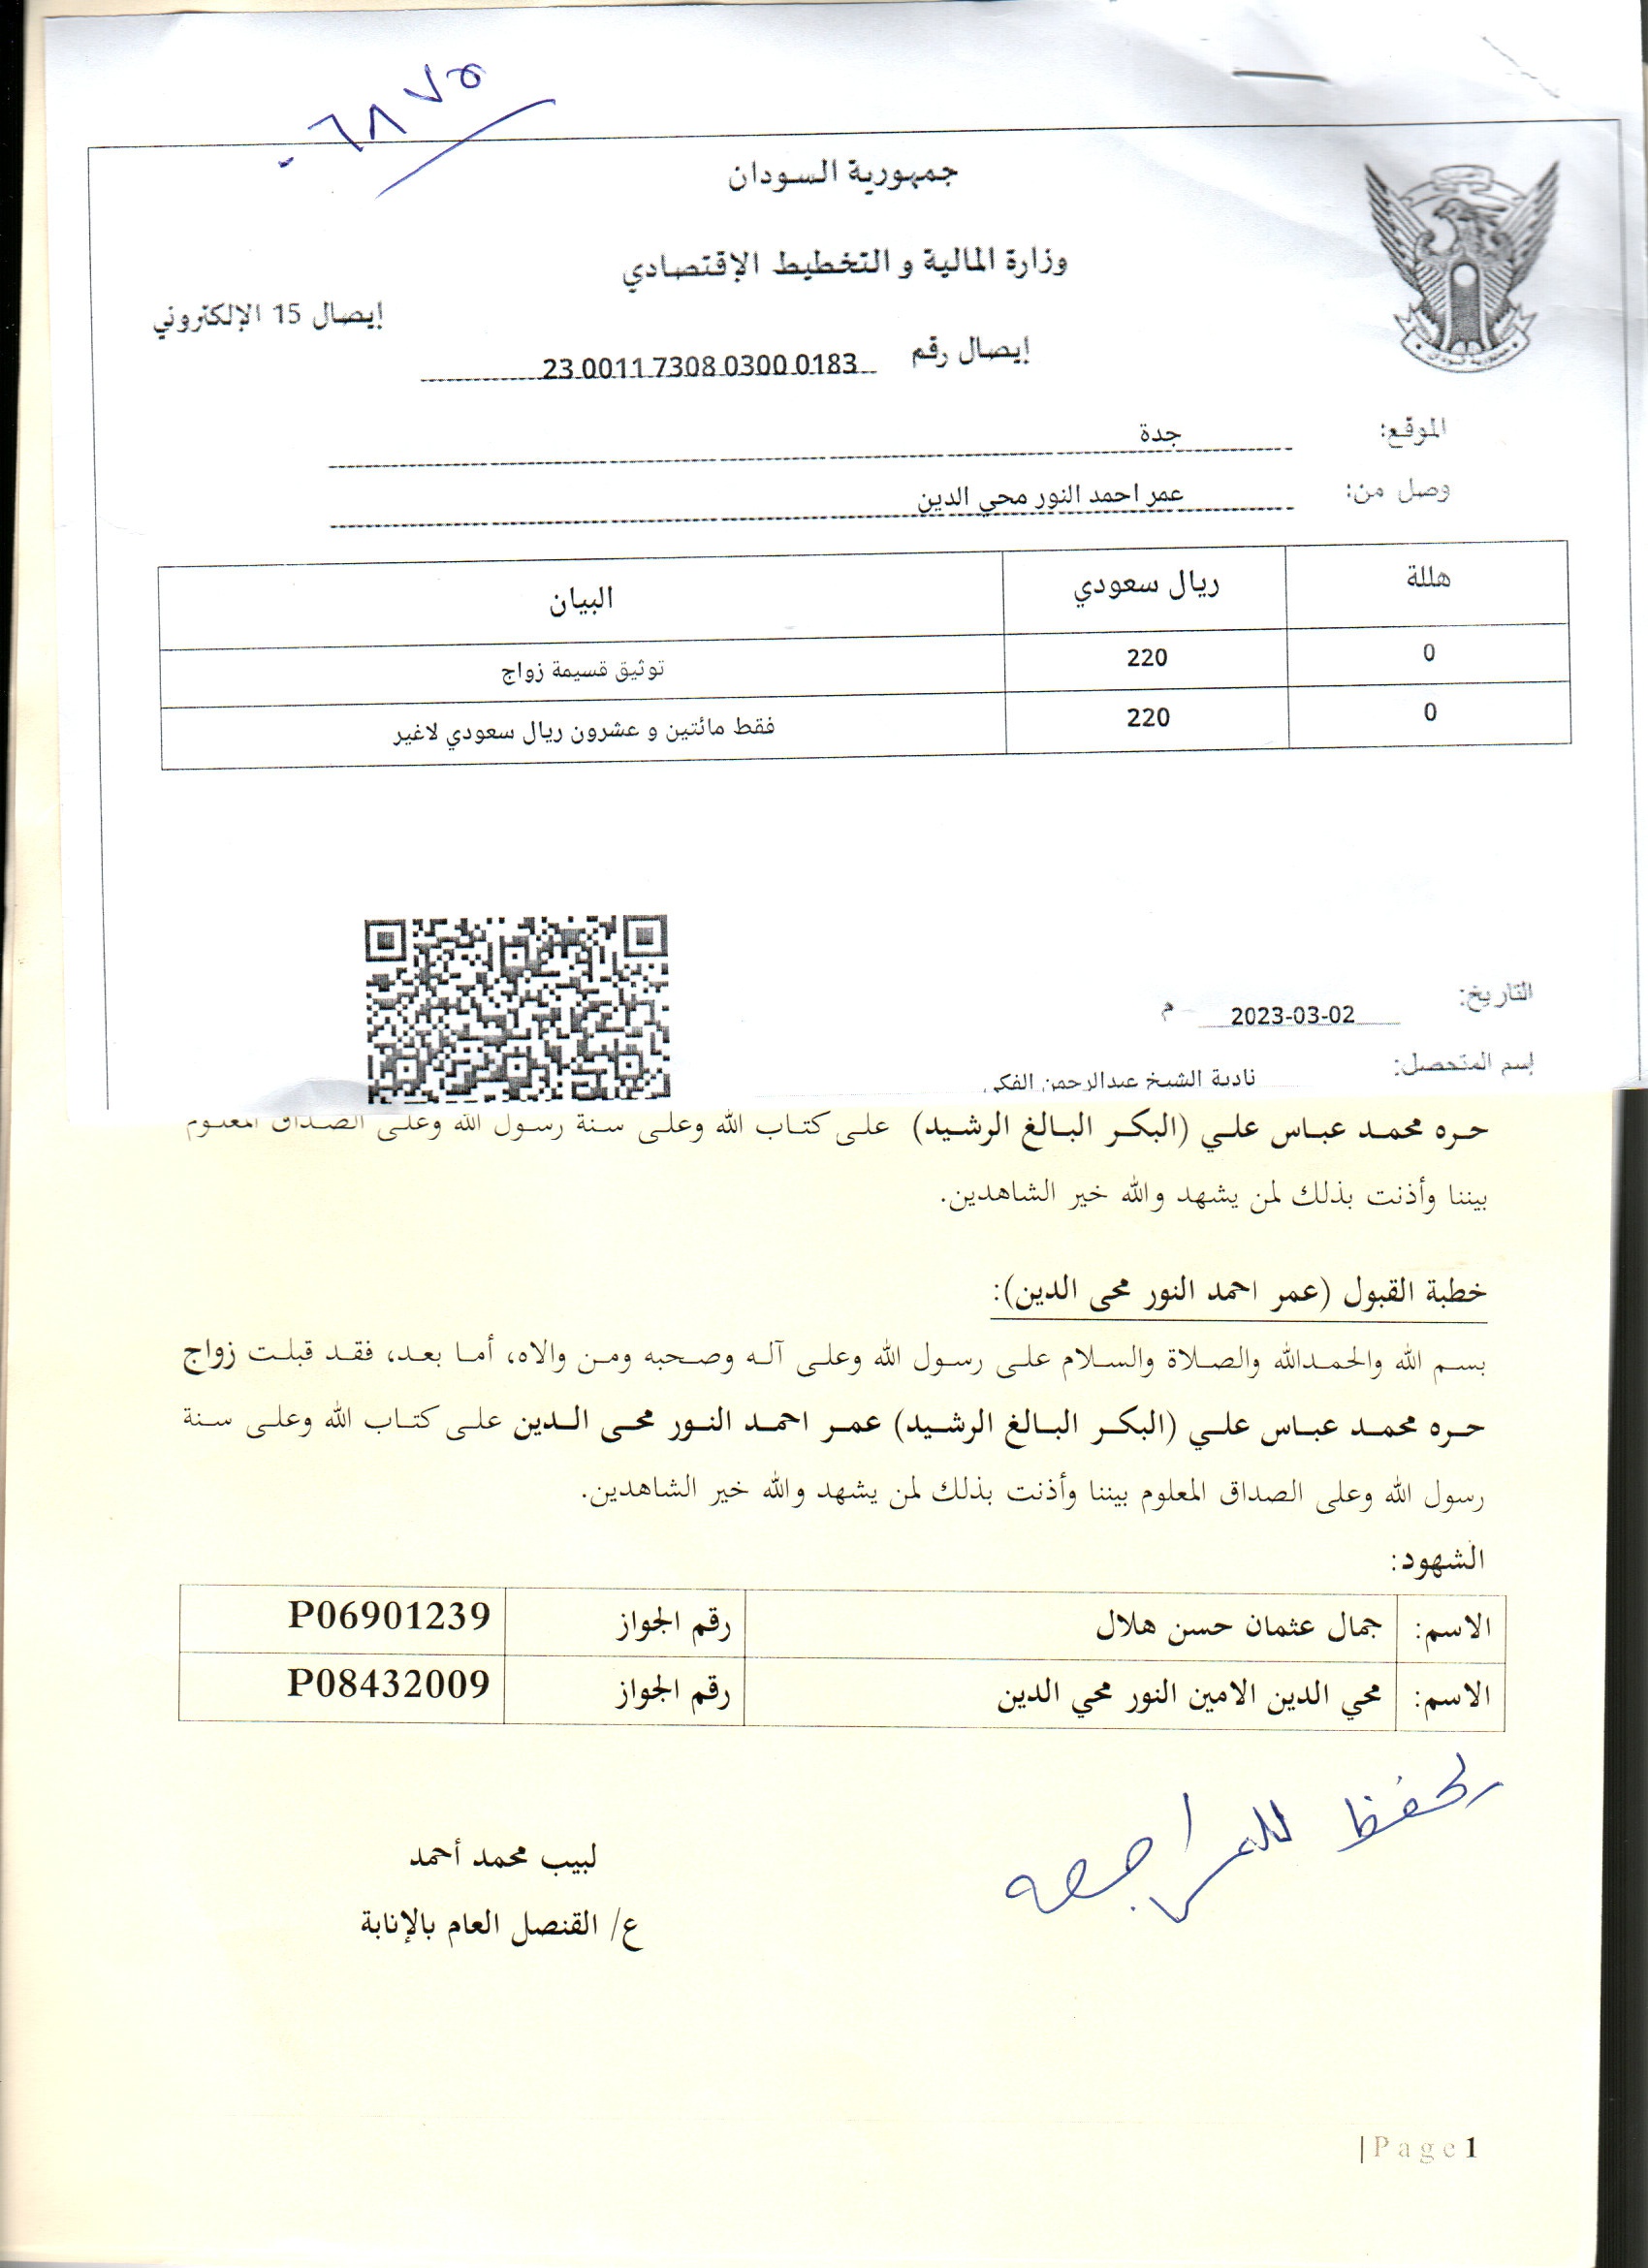 ٦٨٧٥
جمهورية السودان
وزارة المالية و التخطيط الإقتصادي
إيصال 15 الإلكتروني
إيصال رقم 23 0011 7308 0300 0183
الموقع: جدة
وصل من: عمر احمد النور محي الدين
هللة ريال سعودي البيان
0 220 توثيق قسيمة زواج
0 220 فقط مائتين و عشرون ريال سعودي لاغير
التاريخ: 2023-03-02 م
إسم المتحصل: نادية الشيخ عبدالرحمن الفكي
حره محمد عباس علي (البكر البالغ الرشيد) على كتاب الله وعلى سنة رسول الله وعلى الصداق المعلوم
بيننا وأذنت بذلك لمن يشهد والله خير الشاهدين.
خطبة القبول (عمر احمد النور محى الدين):
بسم الله والحمدالله والصلاة والسلام على رسول الله وعلى آله وصحبه ومن والاه، أما بعد، فقد قبلت زواج
حره محمد عباس علي (البكر البالغ الرشيد) عمر احمد النور محى الدين على كتاب الله وعلى سنة
رسول الله وعلى الصداق المعلوم بيننا وأذنت بذلك لمن يشهد والله خير الشاهدين.
الشهود:
الاسم: جمال عثمان حسن هلال رقم الجواز P06901239
الاسم: محي الدين الامين النور محي الدين رقم الجواز P08432009
يحفظ للمراجعه
لبيب محمد أحمد
ع/ القنصل العام بالإنابة
|Page1